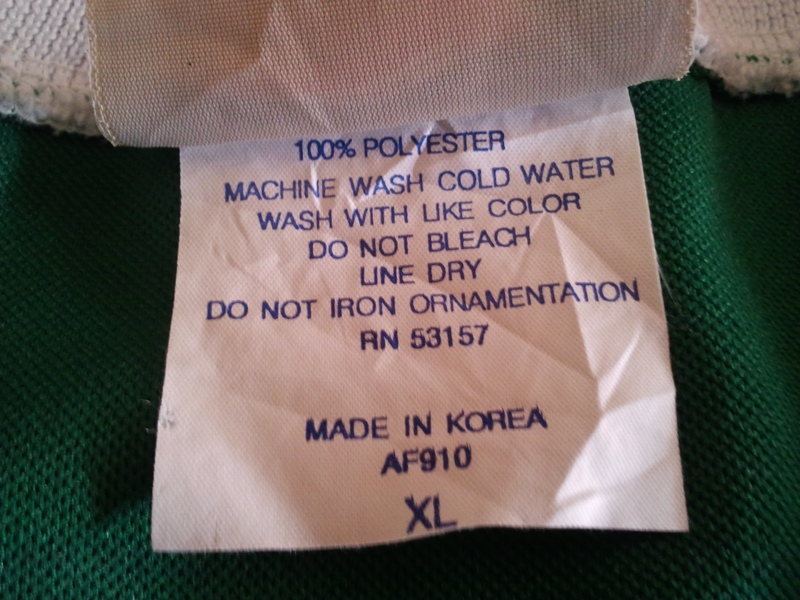 100% POLYESTER
MACHINE WASH COLD WATER
WASH WITH LIKE COLOR
DO NOT BLEACH
LINE DRY
DO NOT IRON ORNAMENTATION
RN 53157
MADE IN KOREA
AF910
XL